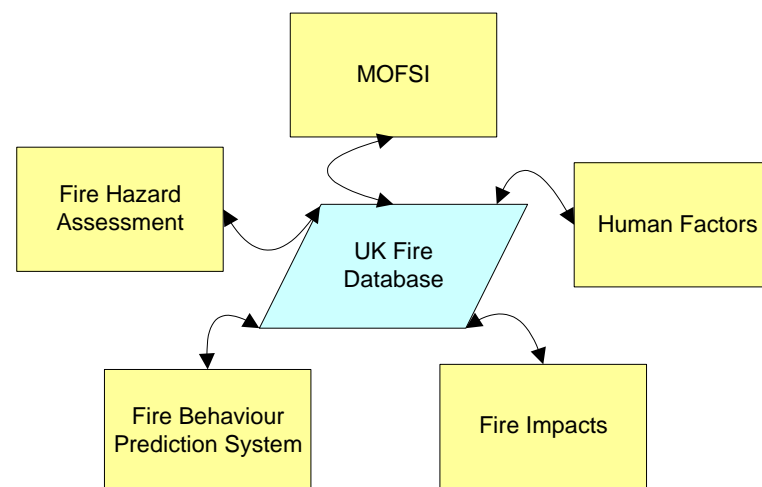 MOFSI
Fire Hazard
Assessment
Human Factors
UK Fire
Database
Fire Behaviour
Prediction System
Fire Impacts